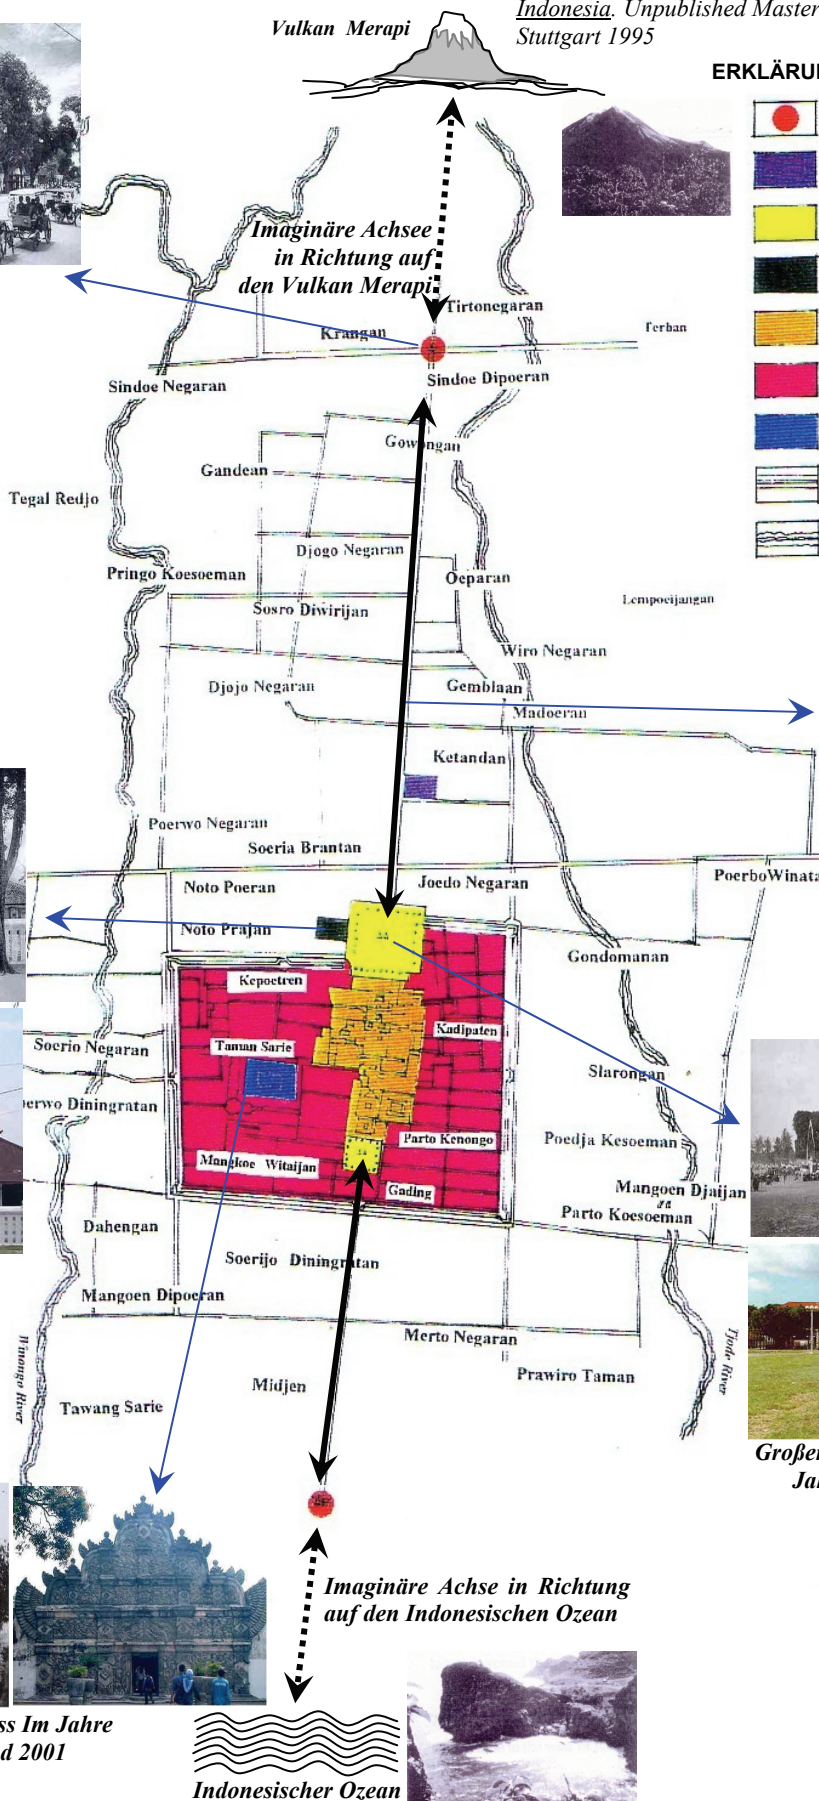 Indonesia. Unpublished Master
Vulkan Merapi
Stuttgart 1995
ERKLÄRU
Imaginäre Achsee
in Richtung auf
den Vulkan Merapi
Tirtonegaran
Krangan
Terban
Sindoe Negaran
Sindoe Dipoeran
Gowongan
Gandean
Tegal Redjo
Djogo Negaran
Pringo Koesoeman
Oeparan
Sosro Diwirijan
Lempoeijangan
Wiro Negaran
Djojo Negaran
Gemblaan
Madoeran
Ketandan
Poerwo Negaran
Soeria Brantan
Noto Poeran
Joedo Negaran
PoerboWinata
Noto Prajan
Gondomanan
Kepoetren
Kadipaten
Soerio Negaran
Taman Sarie
Slarongan
erwo Diningratan
Parto Kenongo
Poedja Kesoeman
Mangkoe Witaijan
Gading
Mangoen Djaijan
Parto Koesoeman
Dahengan
Soerijo Diningratan
Mangoen Dipoeran
Merto Negaran
Winongo River
Tjode River
Prawiro Taman
Midjen
Tawang Sarie
Großer
Jal
Imaginäre Achse in Richtung
auf den Indonesischen Ozean
ss Im Jahre
d 2001
Indonesischer Ozean